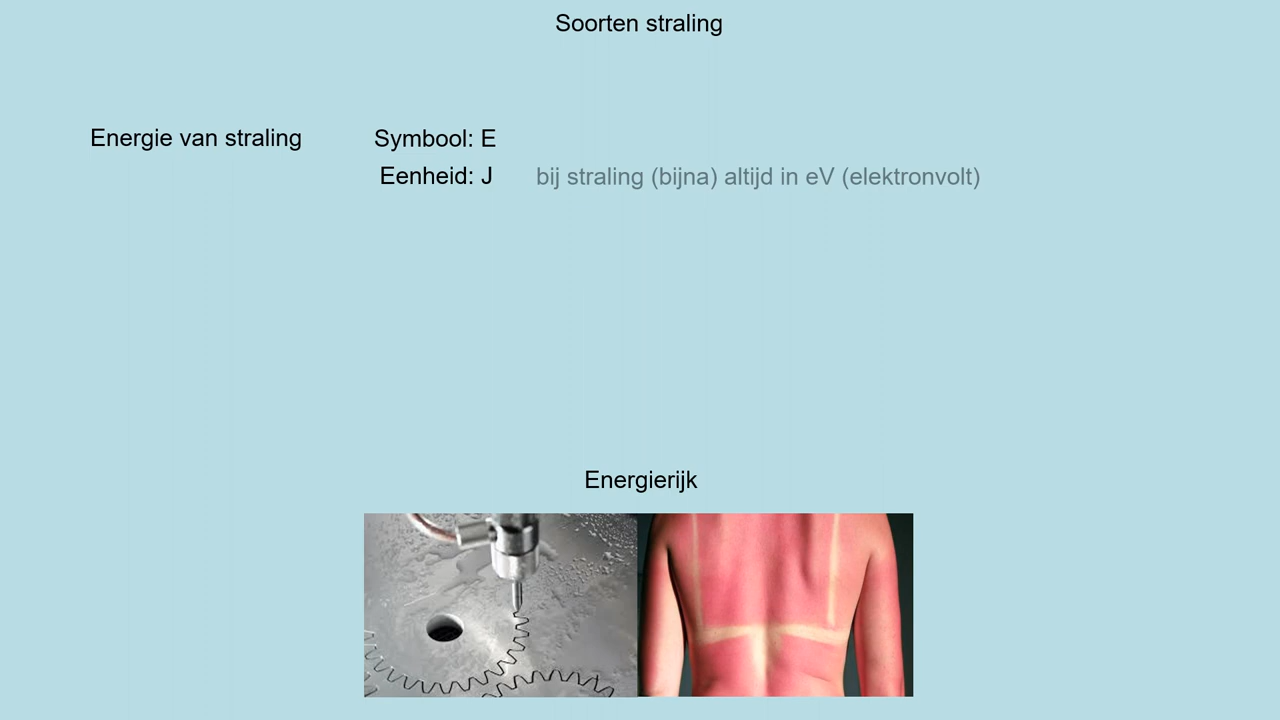 Soorten straling
Energie van straling
Symbool: E
Eenheid: J
bij straling (bijna) altijd in eV (elektronvolt)
Energierijk